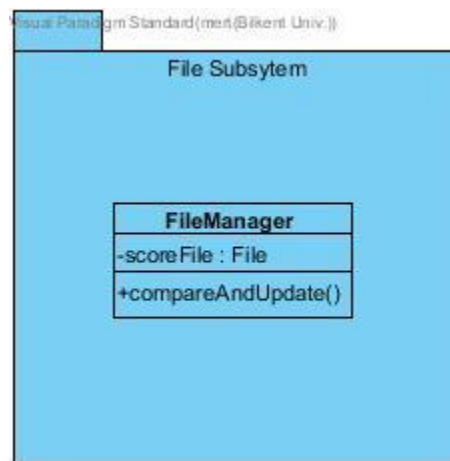 Visual Paradigm Standard(mert(Bilkent Univ.))
File Subsytem
FileManager
-scoreFile : File
+compareAndUpdate()